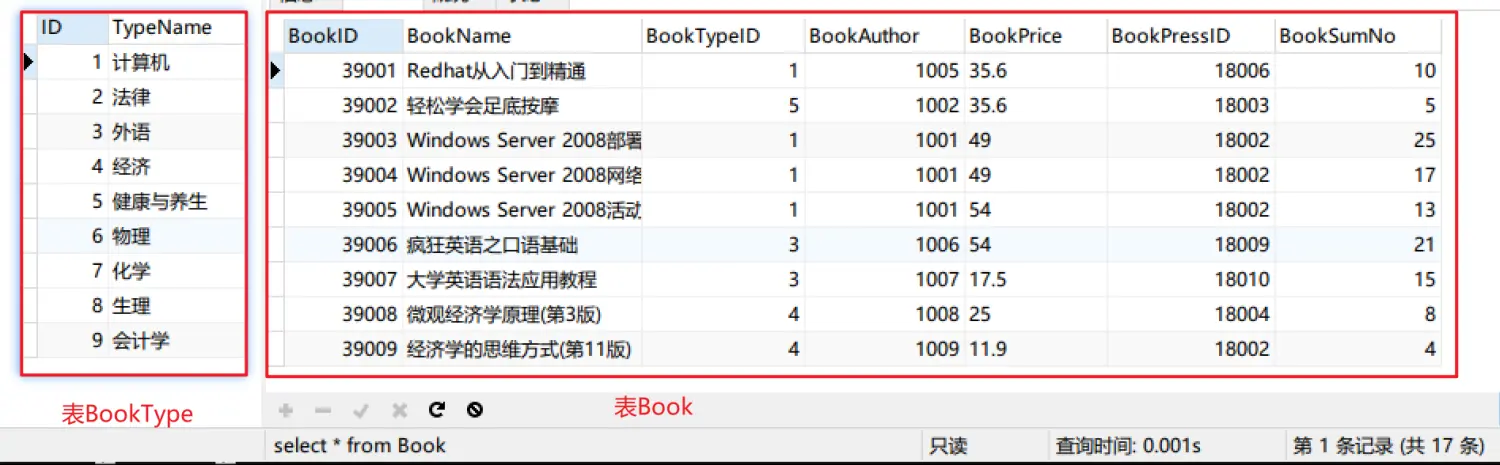 ID TypeName
1 计算机
2 法律
3 外语
4 经济
5 健康与养生
6 物理
7 化学
8 生理
9 会计学
表BookType
BookID BookName BookTypeID BookAuthor BookPrice BookPressID BookSumNo
39001 Redhat从入门到精通 1 1005 35.6 18006 10
39002 轻松学会足底按摩 5 1002 35.6 18003 5
39003 Windows Server 2008部署 1 1001 49 18002 25
39004 Windows Server 2008网络 1 1001 49 18002 17
39005 Windows Server 2008活动 1 1001 54 18002 13
39006 疯狂英语之口语基础 3 1006 54 18009 21
39007 大学英语语法应用教程 3 1007 17.5 18010 15
39008 微观经济学原理(第3版) 4 1008 25 18004 8
39009 经济学的思维方式(第11版) 4 1009 11.9 18002 4
表Book
select * from Book 只读 查询时间: 0.001s 第 1 条记录 (共 17 条)